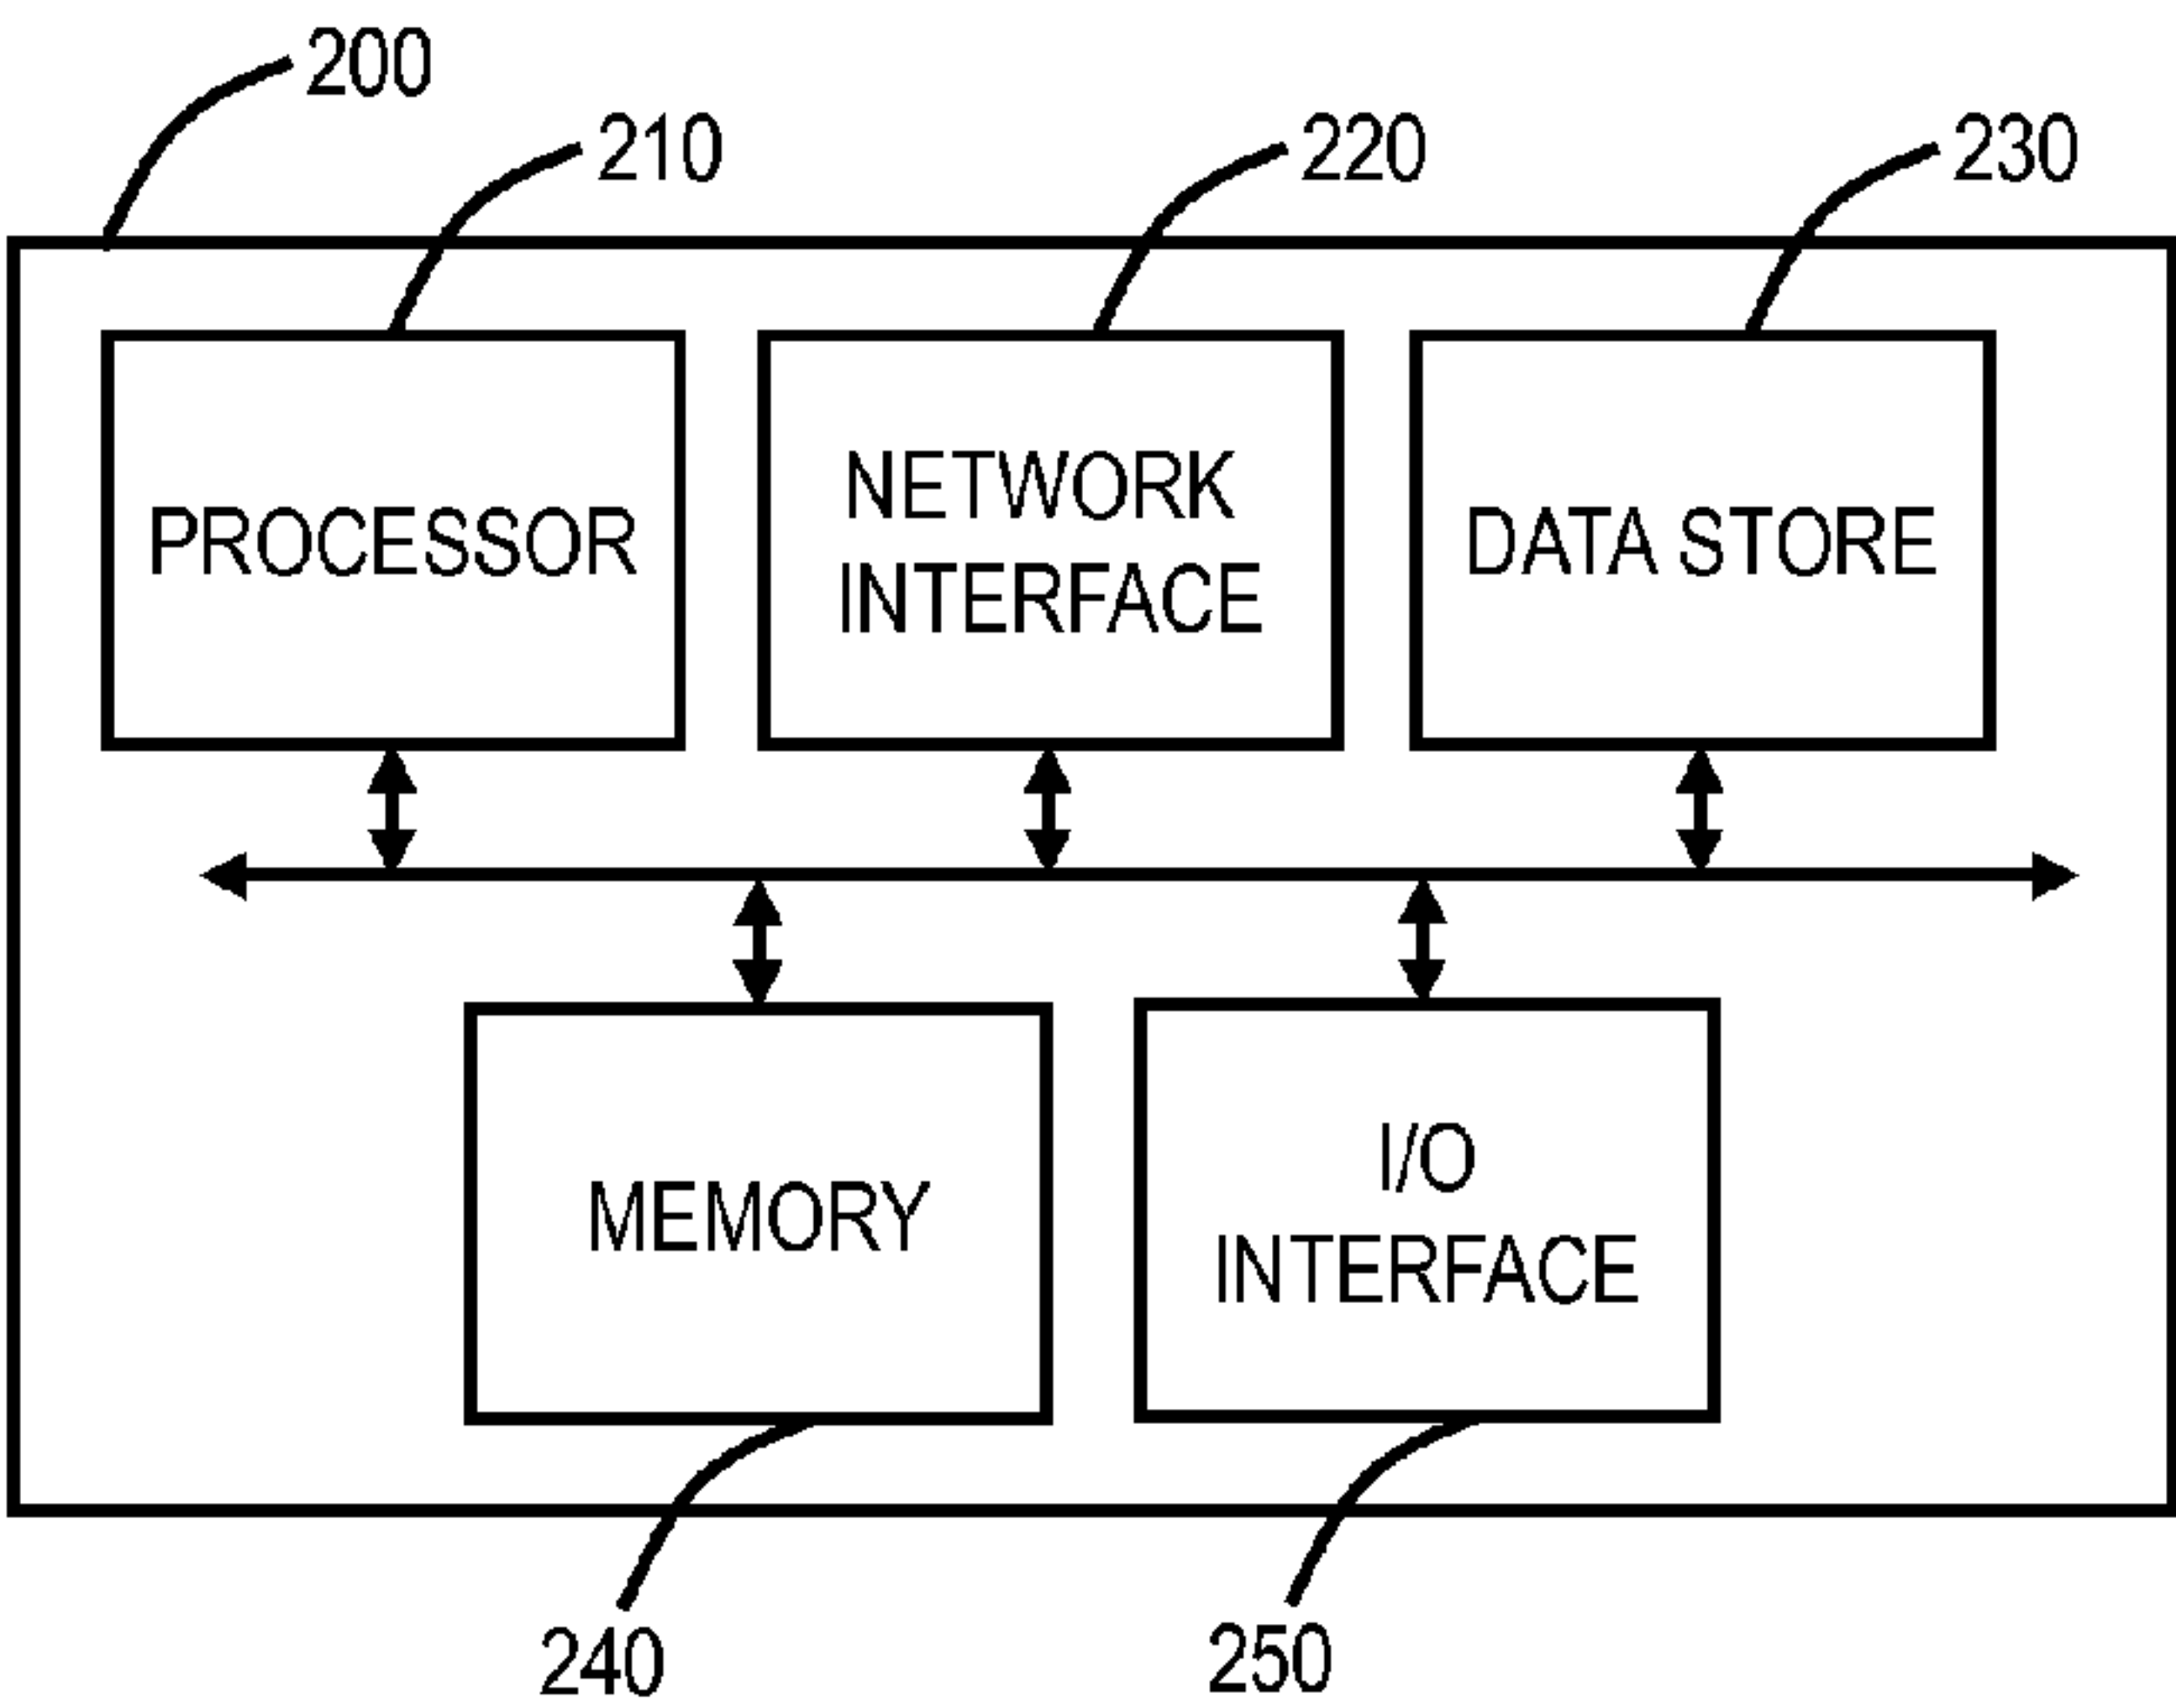 200
210
220
230
PROCESSOR
NETWORK
INTERFACE
DATA STORE
MEMORY
I/O
INTERFACE
240
250